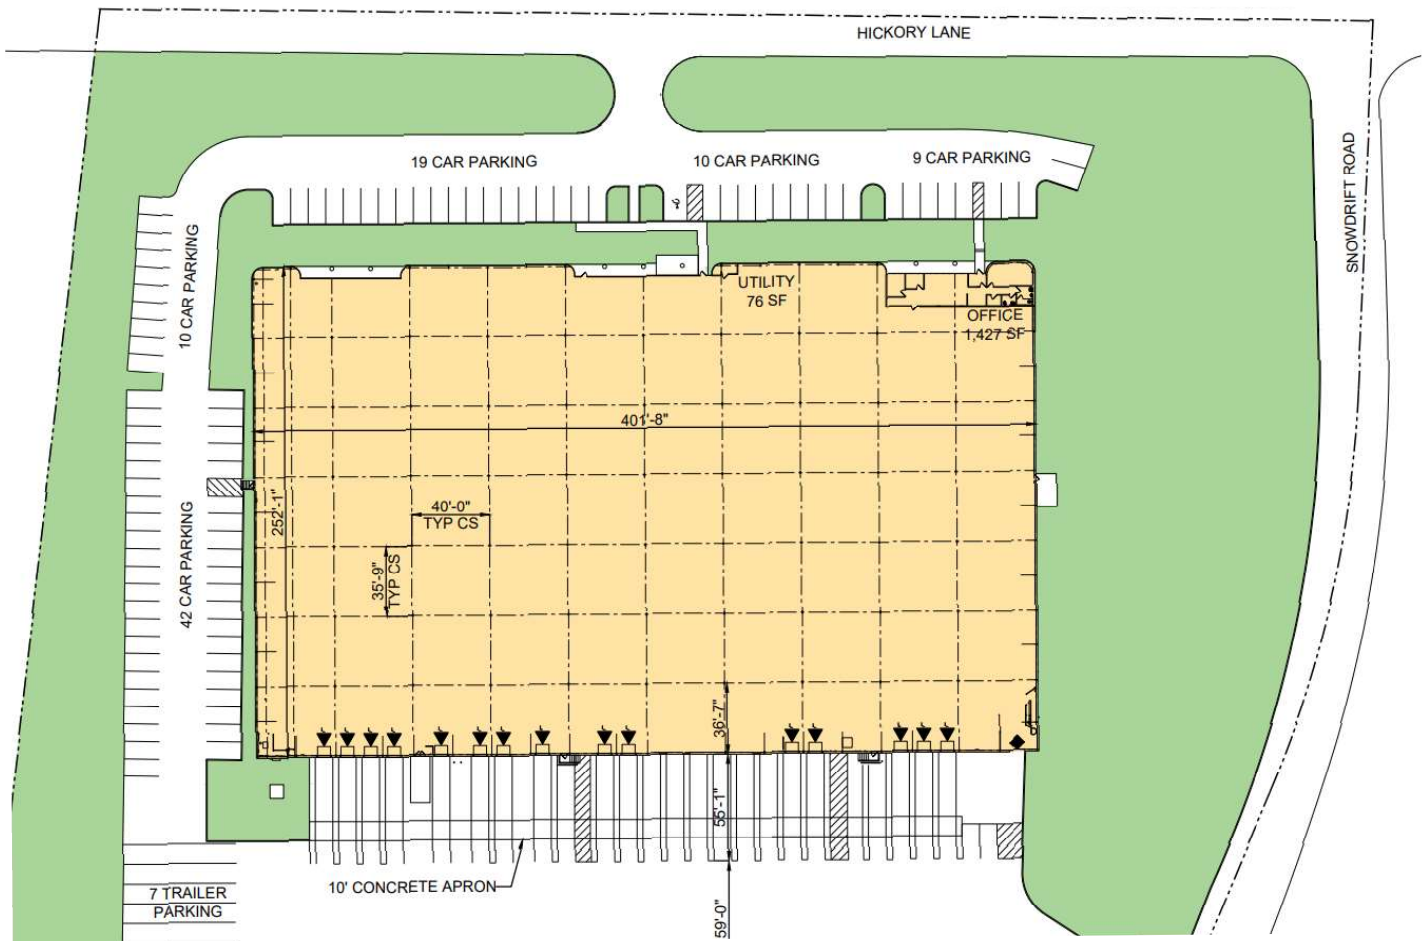 HICKORY LANE
SNOWDRIFT ROAD
19 CAR PARKING
10 CAR PARKING
9 CAR PARKING
10 CAR PARKING
UTILITY
76 SF
OFFICE
1,427 SF
401'-8"
252'-1"
40'-0"
TYP CS
35'-9"
TYP CS
42 CAR PARKING
36'-7"
55'-1"
10' CONCRETE APRON
7 TRAILER
PARKING
59'-0"